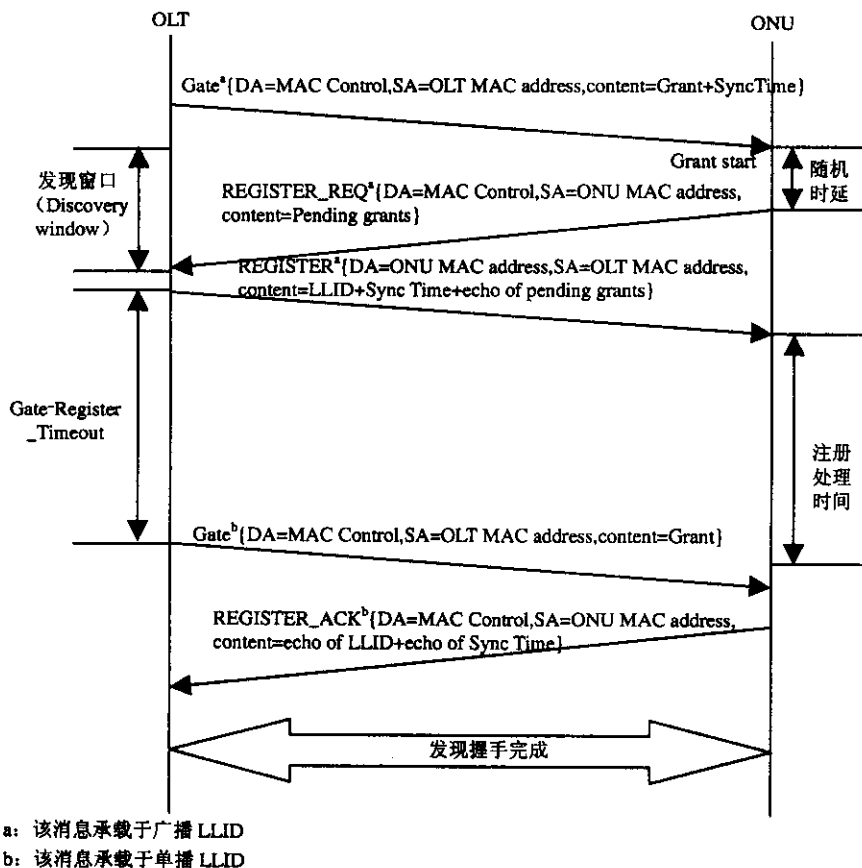 OLT
ONU
Gateᵃ{DA=MAC Control,SA=OLT MAC address,content=Grant+SyncTime}
发现窗口
（Discovery
window）
Grant start
随机
时延
REGISTER_REQᵃ{DA=MAC Control,SA=ONU MAC address,
content=Pending grants}
REGISTERᵃ{DA=ONU MAC address,SA=OLT MAC address,
content=LLID+Sync Time+echo of pending grants}
Gate-Register
_Timeout
注册
处理
时间
Gateᵇ{DA=MAC Control,SA=OLT MAC address,content=Grant}
REGISTER_ACKᵇ{DA=MAC Control,SA=ONU MAC address,
content=echo of LLID+echo of Sync Time}
发现握手完成
a：该消息承载于广播 LLID
b：该消息承载于单播 LLID